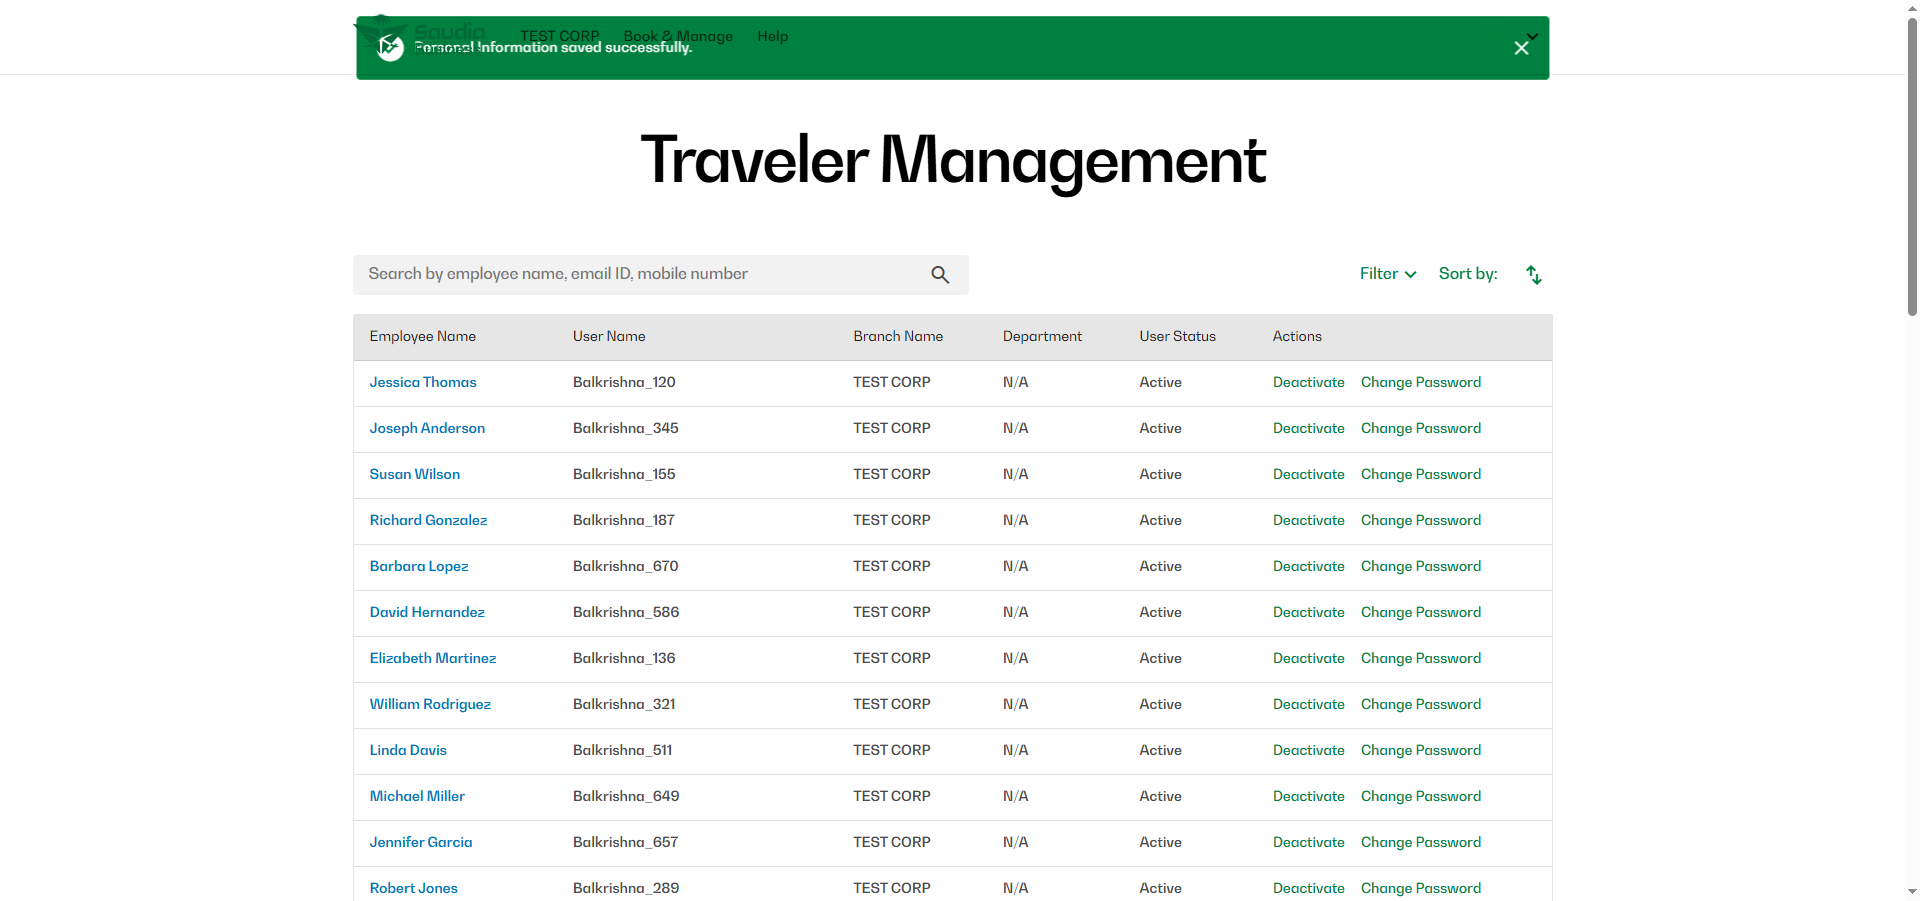 Saudia
Business
TEST CORP Book & Manage Help
Personal Information saved successfully.
Traveler Management
Search by employee name, email ID, mobile number
Filter Sort by:
Employee Name User Name Branch Name Department User Status Actions
Jessica Thomas Balkrishna_120 TEST CORP N/A Active Deactivate Change Password
Joseph Anderson Balkrishna_345 TEST CORP N/A Active Deactivate Change Password
Susan Wilson Balkrishna_155 TEST CORP N/A Active Deactivate Change Password
Richard Gonzalez Balkrishna_187 TEST CORP N/A Active Deactivate Change Password
Barbara Lopez Balkrishna_670 TEST CORP N/A Active Deactivate Change Password
David Hernandez Balkrishna_586 TEST CORP N/A Active Deactivate Change Password
Elizabeth Martinez Balkrishna_136 TEST CORP N/A Active Deactivate Change Password
William Rodriguez Balkrishna_321 TEST CORP N/A Active Deactivate Change Password
Linda Davis Balkrishna_511 TEST CORP N/A Active Deactivate Change Password
Michael Miller Balkrishna_649 TEST CORP N/A Active Deactivate Change Password
Jennifer Garcia Balkrishna_657 TEST CORP N/A Active Deactivate Change Password
Robert Jones Balkrishna_289 TEST CORP N/A Active Deactivate Change Password